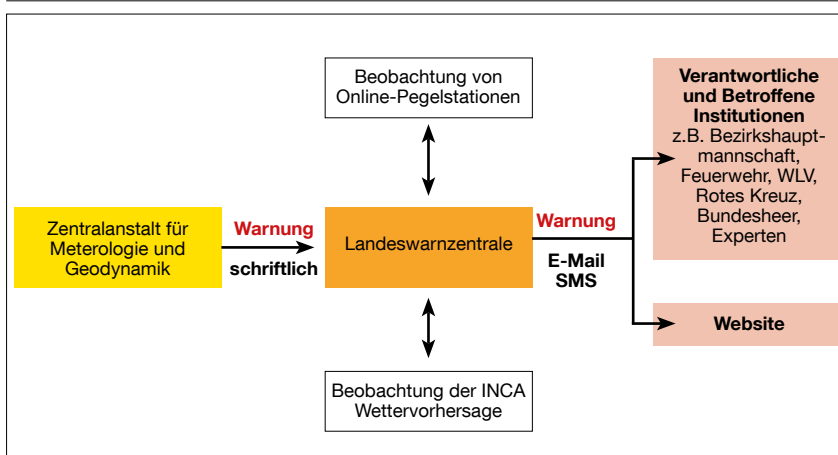 Beobachtung von
Online-Pegelstationen
Verantwortliche
und Betroffene
Institutionen
z.B. Bezirkshaupt-
mannschaft,
Feuerwehr, WLV,
Rotes Kreuz,
Bundesheer,
Experten
Zentralanstalt für
Meterologie und
Geodynamik
Warnung
schriftlich
Landeswarnzentrale
Warnung
E-Mail
SMS
Website
Beobachtung der INCA
Wettervorhersage